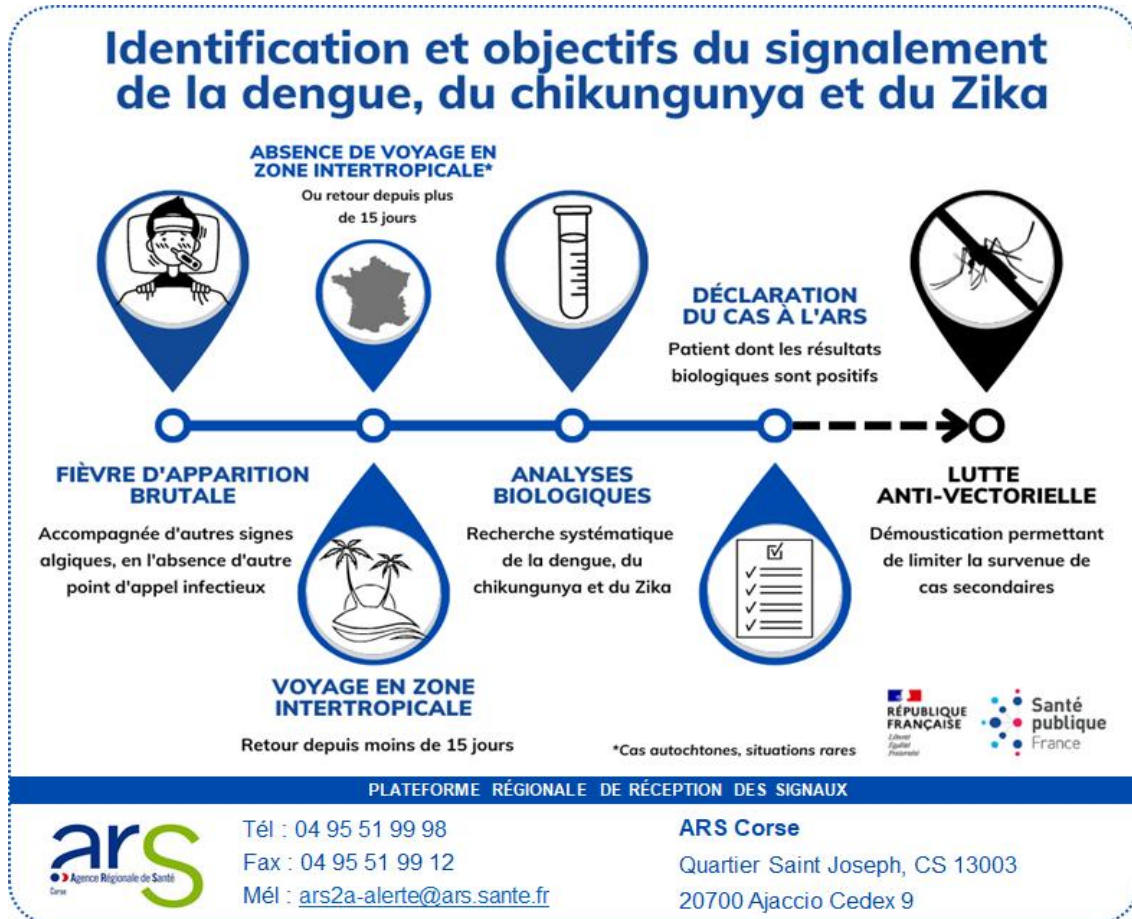 Identification et objectifs du signalement
de la dengue, du chikungunya et du Zika
ABSENCE DE VOYAGE EN
ZONE INTERTROPICALE*
Ou retour depuis plus
de 15 jours
DÉCLARATION
DU CAS À L'ARS
Patient dont les résultats
biologiques sont positifs
FIÈVRE D'APPARITION
BRUTALE
Accompagnée d'autres signes
algiques, en l'absence d'autre
point d'appel infectieux
ANALYSES
BIOLOGIQUES
Recherche systématique
de la dengue, du
chikungunya et du Zika
LUTTE
ANTI-VECTORIELLE
Démoustication permettant
de limiter la survenue de
cas secondaires
VOYAGE EN ZONE
INTERTROPICALE
Retour depuis moins de 15 jours
*Cas autochtones, situations rares
RÉPUBLIQUE
FRANÇAISE
Liberté
Égalité
Fraternité
Santé
publique
France
PLATEFORME RÉGIONALE DE RÉCEPTION DES SIGNAUX
ars
Agence Régionale de Santé
Corse
Tél : 04 95 51 99 98
Fax : 04 95 51 99 12
Mél : ars2a-alerte@ars.sante.fr
ARS Corse
Quartier Saint Joseph, CS 13003
20700 Ajaccio Cedex 9